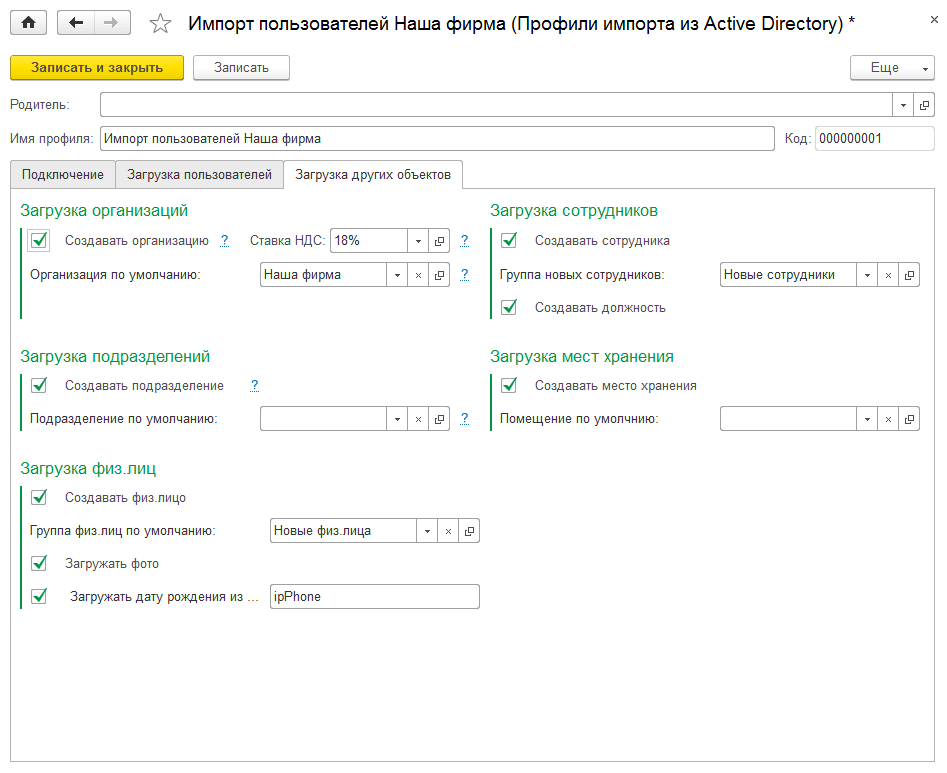 Импорт пользователей Наша фирма (Профили импорта из Active Directory) *
Записать и закрыть Записать Еще
Родитель:
Имя профиля: Импорт пользователей Наша фирма Код: 000000001
Подключение Загрузка пользователей Загрузка других объектов
Загрузка организаций
Создавать организацию ? Ставка НДС: 18% ?
Организация по умолчанию: Наша фирма ?
Загрузка сотрудников
Создавать сотрудника
Группа новых сотрудников: Новые сотрудники
Создавать должность
Загрузка подразделений
Создавать подразделение ?
Подразделение по умолчанию: ?
Загрузка мест хранения
Создавать место хранения
Помещение по умолчнию:
Загрузка физ.лиц
Создавать физ.лицо
Группа физ.лиц по умолчанию: Новые физ.лица
Загружать фото
Загружать дату рождения из ... ipPhone